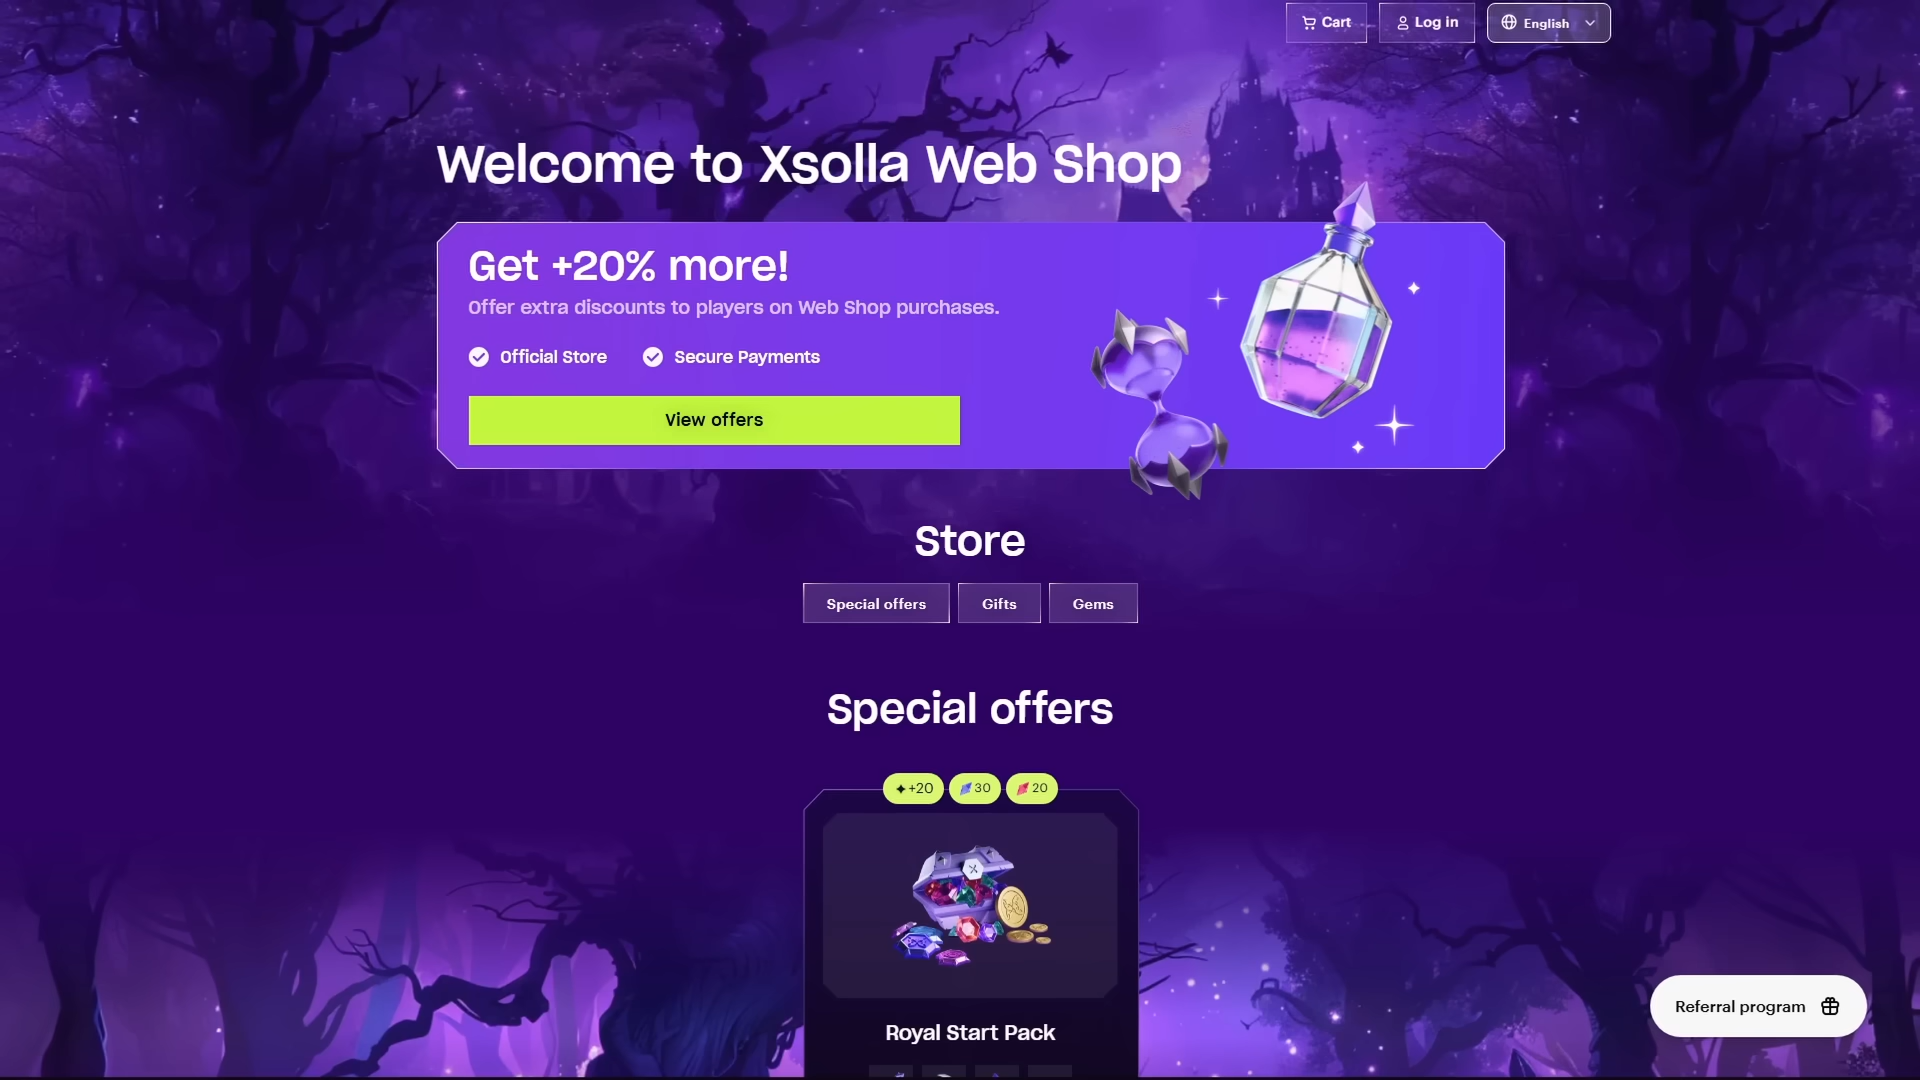 Cart
Log in
English
Welcome to Xsolla Web Shop
Get +20% more!
Offer extra discounts to players on Web Shop purchases.
Official Store
Secure Payments
View offers
Store
Special offers
Gifts
Gems
Special offers
+20
30
20
Royal Start Pack
Referral program